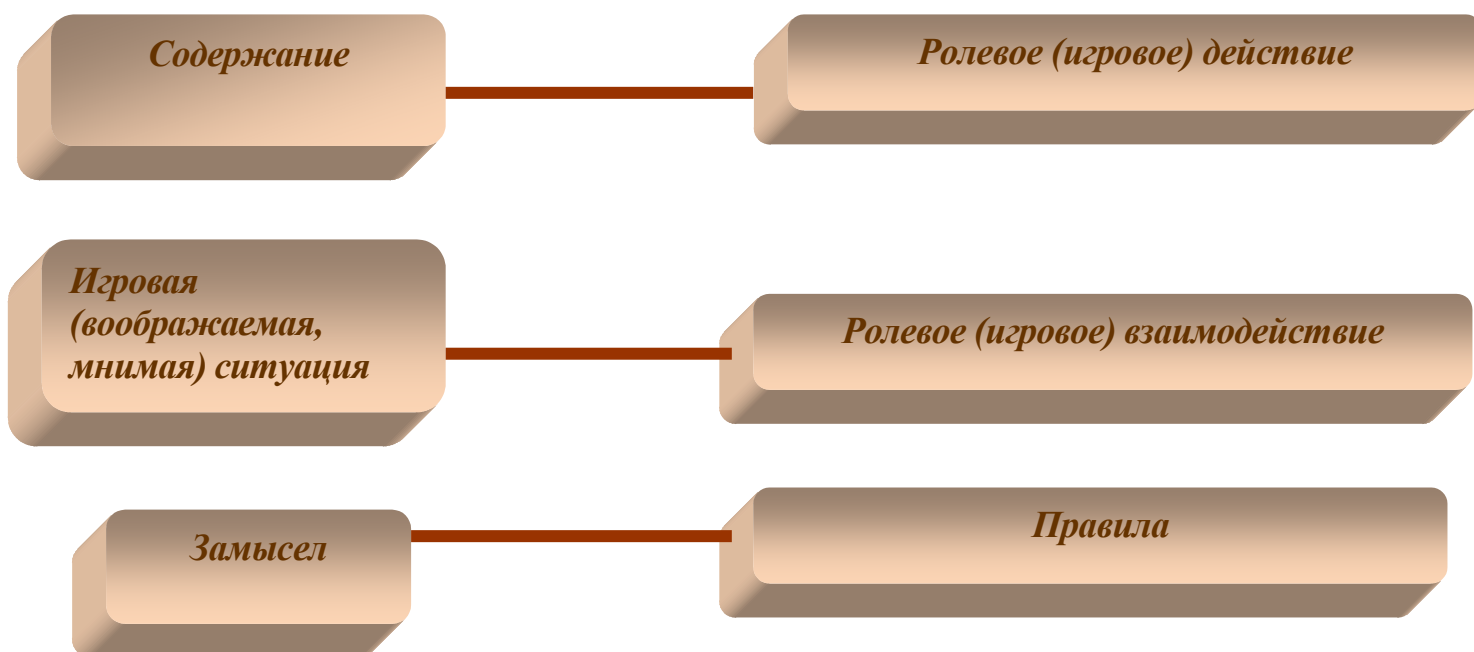 Содержание
Ролевое (игровое) действие
Игровая
(воображаемая,
мнимая) ситуация
Ролевое (игровое) взаимодействие
Замысел
Правила